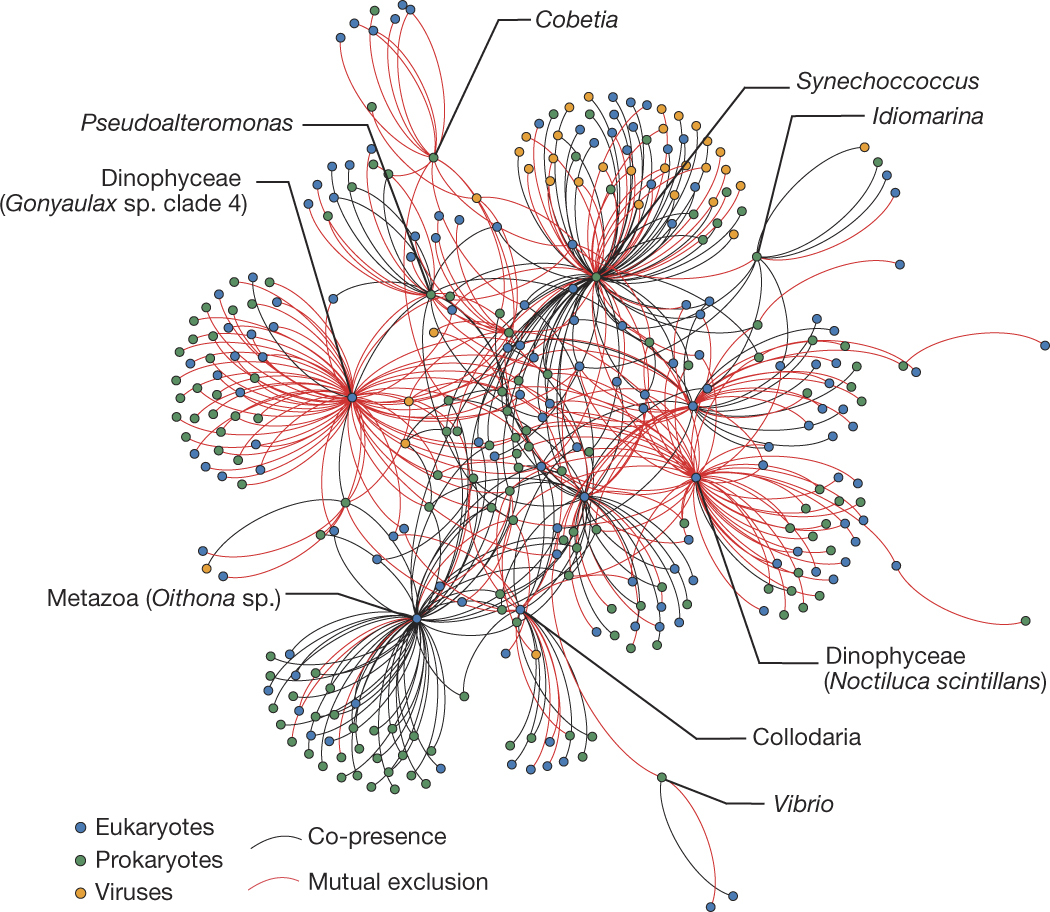 Cobetia
Synechoccoccus
Idiomarina
Pseudoalteromonas
Dinophyceae
(Gonyaulax sp. clade 4)
Metazoa (Oithona sp.)
Dinophyceae
(Noctiluca scintillans)
Collodaria
Vibrio
Eukaryotes
Prokaryotes
Viruses
Co-presence
Mutual exclusion